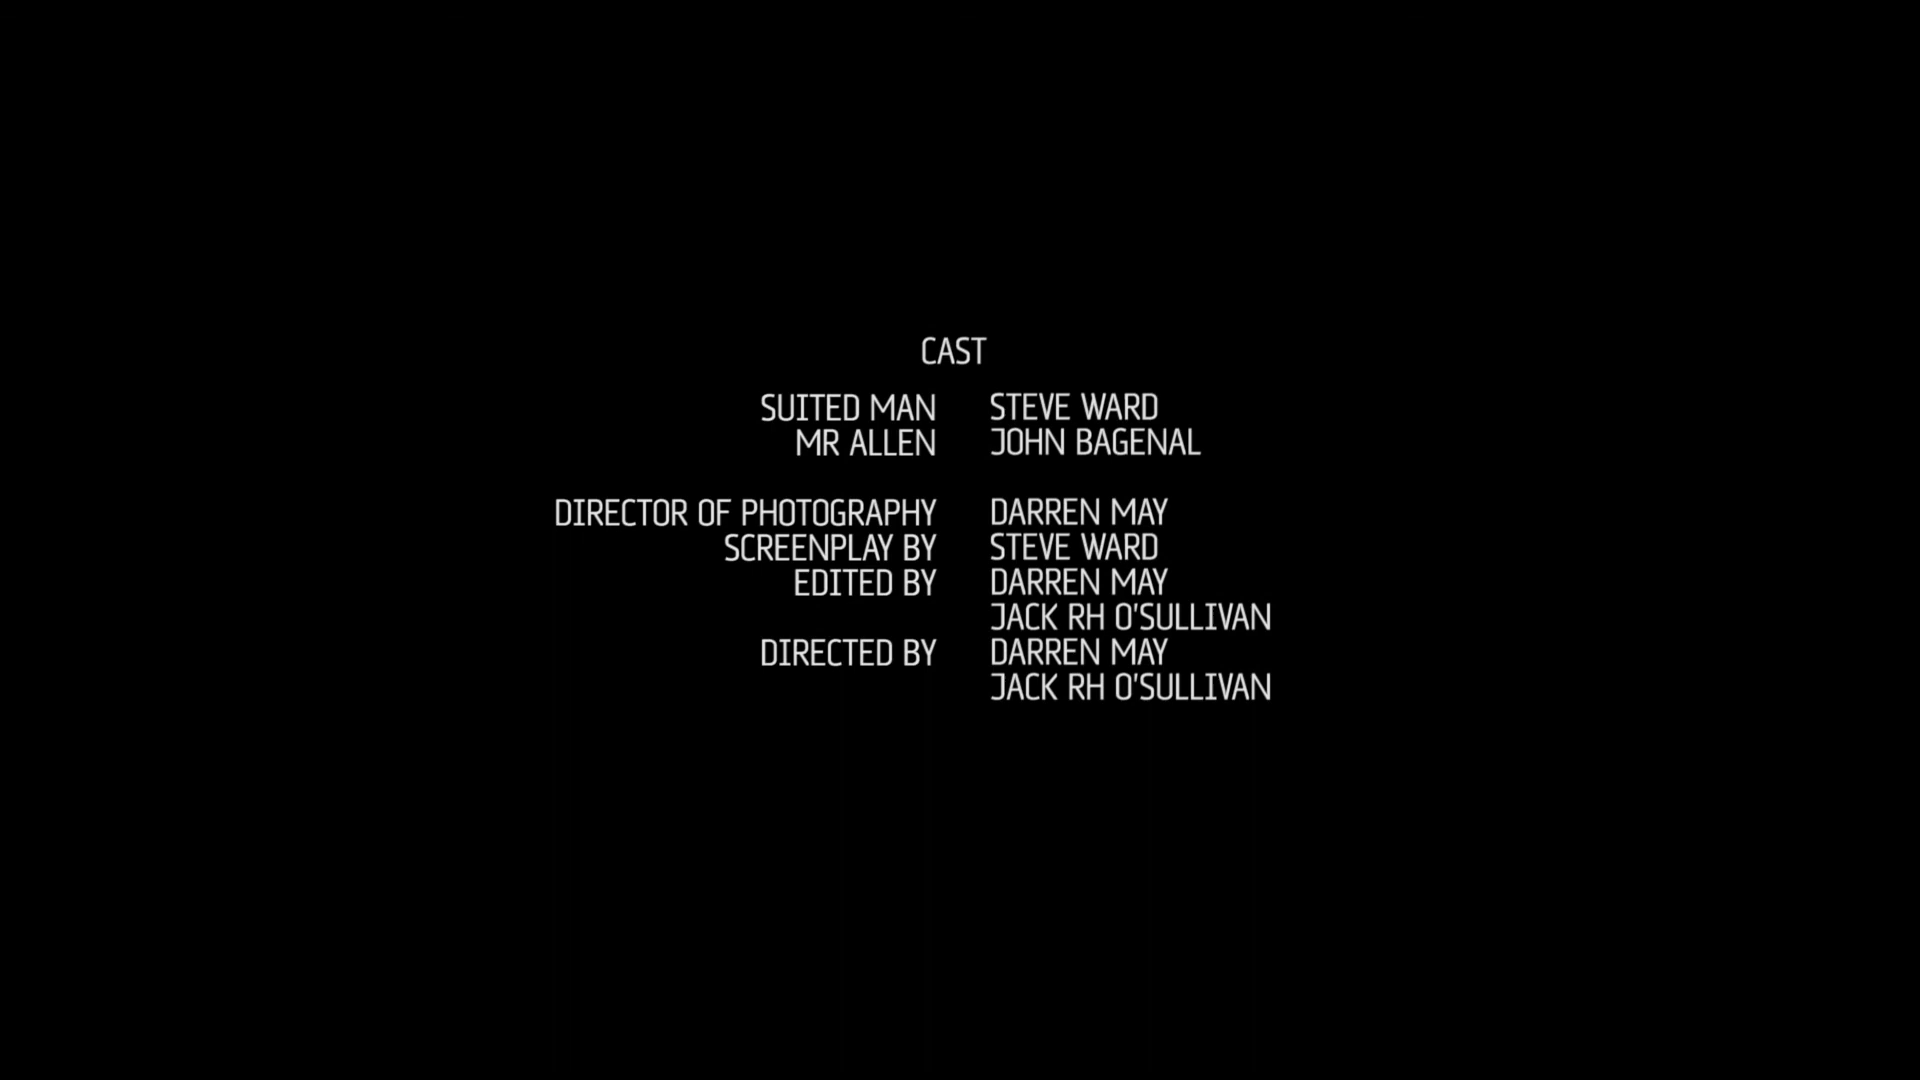 CAST
SUITED MAN STEVE WARD
MR ALLEN JOHN BAGENAL
DIRECTOR OF PHOTOGRAPHY DARREN MAY
SCREENPLAY BY STEVE WARD
EDITED BY DARREN MAY
JACK RH O'SULLIVAN
DIRECTED BY DARREN MAY
JACK RH O'SULLIVAN